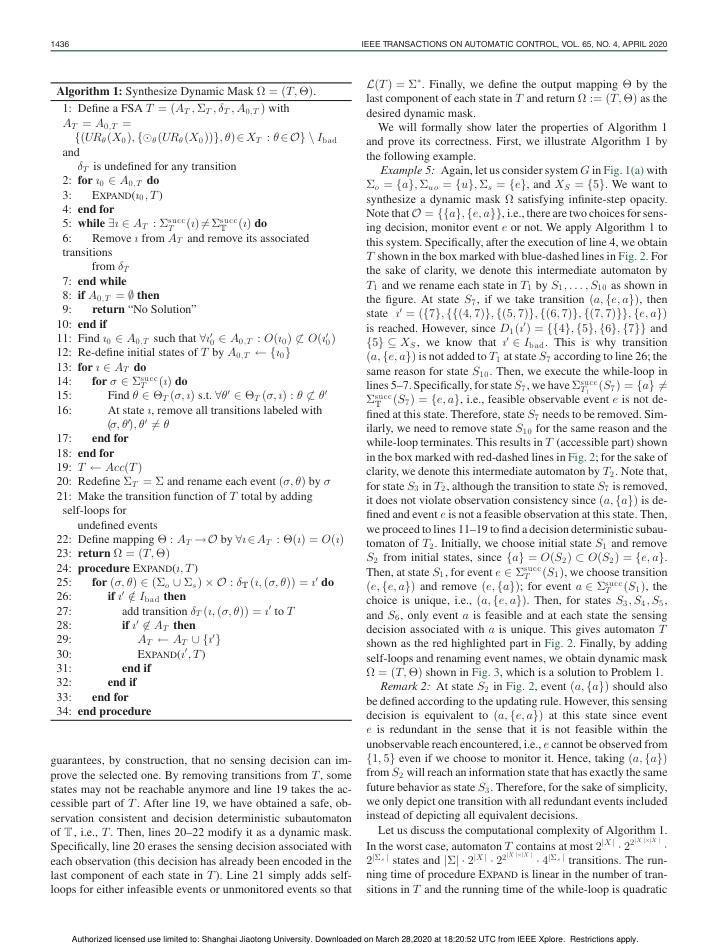 1436
IEEE TRANSACTIONS ON AUTOMATIC CONTROL, VOL. 65, NO. 4, APRIL 2020
Algorithm 1: Synthesize Dynamic Mask Ω = (T, Θ).
1: Define a FSA T = (A_T, Σ_T, δ_T, A_{0,T}) with
A_T = A_{0,T} =
{(UR_θ(X_0), {⊙_θ(UR_θ(X_0))}, θ) ∈ X_T : θ ∈ O} \ I_bad
and
δ_T is undefined for any transition
2: for ı_0 ∈ A_{0,T} do
3: EXPAND(ı_0, T)
4: end for
5: while ∃ı ∈ A_T : Σ_T^succ(ı) ≠ Σ_𝕋^succ(ı) do
6: Remove ı from A_T and remove its associated
transitions
from δ_T
7: end while
8: if A_{0,T} = ∅ then
9: return “No Solution”
10: end if
11: Find ı_0 ∈ A_{0,T} such that ∀ı′_0 ∈ A_{0,T} : O(ı_0) ⊄ O(ı′_0)
12: Re-define initial states of T by A_{0,T} ← {ı_0}
13: for ı ∈ A_T do
14: for σ ∈ Σ_T^succ(ı) do
15: Find θ ∈ Θ_T(σ, ı) s.t. ∀θ′ ∈ Θ_T(σ, ı) : θ ⊄ θ′
16: At state ı, remove all transitions labeled with
(σ, θ′), θ′ ≠ θ
17: end for
18: end for
19: T ← Acc(T)
20: Redefine Σ_T = Σ and rename each event (σ, θ) by σ
21: Make the transition function of T total by adding
self-loops for
undefined events
22: Define mapping Θ : A_T → O by ∀ı ∈ A_T : Θ(ı) = O(ı)
23: return Ω = (T, Θ)
24: procedure EXPAND(ı, T)
25: for (σ, θ) ∈ (Σ_o ∪ Σ_s) × O : δ_𝕋(ı, (σ, θ)) = ı′ do
26: if ı′ ∉ I_bad then
27: add transition δ_T(ı, (σ, θ)) = ı′ to T
28: if ı′ ∉ A_T then
29: A_T ← A_T ∪ {ı′}
30: EXPAND(ı′, T)
31: end if
32: end if
33: end for
34: end procedure
guarantees, by construction, that no sensing decision can im-
prove the selected one. By removing transitions from T, some
states may not be reachable anymore and line 19 takes the ac-
cessible part of T. After line 19, we have obtained a safe, ob-
servation consistent and decision deterministic subautomaton
of 𝕋, i.e., T. Then, lines 20–22 modify it as a dynamic mask.
Specifically, line 20 erases the sensing decision associated with
each observation (this decision has already been encoded in the
last component of each state in T). Line 21 simply adds self-
loops for either infeasible events or unmonitored events so that
L(T) = Σ*. Finally, we define the output mapping Θ by the
last component of each state in T and return Ω := (T, Θ) as the
desired dynamic mask.
We will formally show later the properties of Algorithm 1
and prove its correctness. First, we illustrate Algorithm 1 by
the following example.
Example 5: Again, let us consider system G in Fig. 1(a) with
Σ_o = {a}, Σ_uo = {u}, Σ_s = {e}, and X_S = {5}. We want to
synthesize a dynamic mask Ω satisfying infinite-step opacity.
Note that O = {{a}, {e, a}}, i.e., there are two choices for sens-
ing decision, monitor event e or not. We apply Algorithm 1 to
this system. Specifically, after the execution of line 4, we obtain
T shown in the box marked with blue-dashed lines in Fig. 2. For
the sake of clarity, we denote this intermediate automaton by
T_1 and we rename each state in T_1 by S_1, . . . , S_10 as shown in
the figure. At state S_7, if we take transition (a, {e, a}), then
state ı′ = ({7}, {{(4, 7)}, {(5, 7)}, {(6, 7)}, {(7, 7)}}, {e, a})
is reached. However, since D_1(ı′) = {{4}, {5}, {6}, {7}} and
{5} ⊆ X_S, we know that ı′ ∈ I_bad. This is why transition
(a, {e, a}) is not added to T_1 at state S_7 according to line 26; the
same reason for state S_10. Then, we execute the while-loop in
lines 5–7. Specifically, for state S_7, we have Σ_{T_1}^succ(S_7) = {a} ≠
Σ_𝕋^succ(S_7) = {e, a}, i.e., feasible observable event e is not de-
fined at this state. Therefore, state S_7 needs to be removed. Sim-
ilarly, we need to remove state S_10 for the same reason and the
while-loop terminates. This results in T (accessible part) shown
in the box marked with red-dashed lines in Fig. 2; for the sake of
clarity, we denote this intermediate automaton by T_2. Note that,
for state S_3 in T_2, although the transition to state S_7 is removed,
it does not violate observation consistency since (a, {a}) is de-
fined and event e is not a feasible observation at this state. Then,
we proceed to lines 11–19 to find a decision deterministic subau-
tomaton of T_2. Initially, we choose initial state S_1 and remove
S_2 from initial states, since {a} = O(S_2) ⊂ O(S_2) = {e, a}.
Then, at state S_1, for event e ∈ Σ_T^succ(S_1), we choose transition
(e, {e, a}) and remove (e, {a}); for event a ∈ Σ_T^succ(S_1), the
choice is unique, i.e., (a, {e, a}). Then, for states S_3, S_4, S_5,
and S_6, only event a is feasible and at each state the sensing
decision associated with a is unique. This gives automaton T
shown as the red highlighted part in Fig. 2. Finally, by adding
self-loops and renaming event names, we obtain dynamic mask
Ω = (T, Θ) shown in Fig. 3, which is a solution to Problem 1.
Remark 2: At state S_2 in Fig. 2, event (a, {a}) should also
be defined according to the updating rule. However, this sensing
decision is equivalent to (a, {e, a}) at this state since event
e is redundant in the sense that it is not feasible within the
unobservable reach encountered, i.e., e cannot be observed from
{1, 5} even if we choose to monitor it. Hence, taking (a, {a})
from S_2 will reach an information state that has exactly the same
future behavior as state S_3. Therefore, for the sake of simplicity,
we only depict one transition with all redundant events included
instead of depicting all equivalent decisions.
Let us discuss the computational complexity of Algorithm 1.
In the worst case, automaton T contains at most 2^{|X|} · 2^{2^{|X|×|X|}} ·
2^{|Σ_s|} states and |Σ| · 2^{|X|} · 2^{2^{|X|×|X|}} · 4^{|Σ_s|} transitions. The run-
ning time of procedure EXPAND is linear in the number of tran-
sitions in T and the running time of the while-loop is quadratic
Authorized licensed use limited to: Shanghai Jiaotong University. Downloaded on March 28,2020 at 18:20:52 UTC from IEEE Xplore. Restrictions apply.